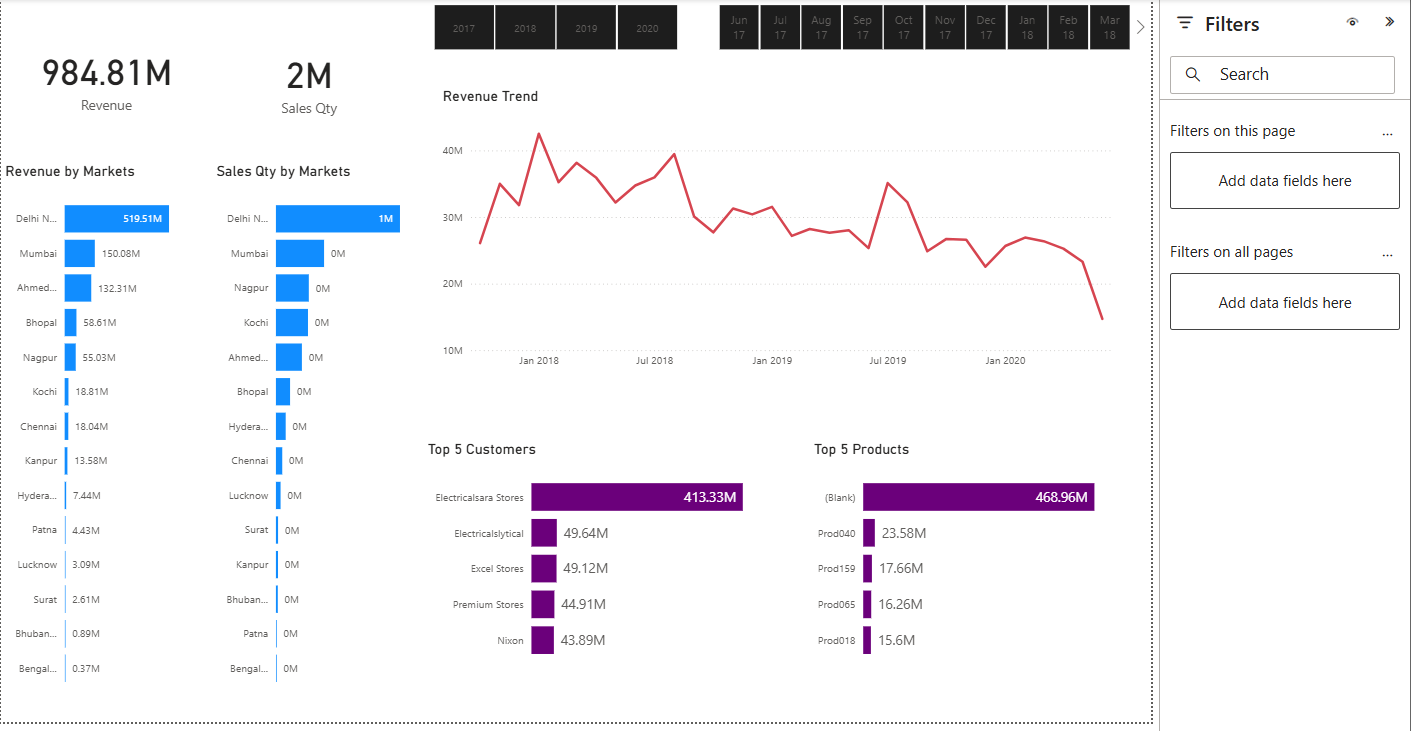 2017 2018 2019 2020
Jun 17 Jul 17 Aug 17 Sep 17 Oct 17 Nov 17 Dec 17 Jan 18 Feb 18 Mar 18
984.81M
Revenue
2M
Sales Qty
Revenue by Markets
Delhi N... 519.51M
Mumbai 150.08M
Ahmed... 132.31M
Bhopal 58.61M
Nagpur 55.03M
Kochi 18.81M
Chennai 18.04M
Kanpur 13.58M
Hydera... 7.44M
Patna 4.43M
Lucknow 3.09M
Surat 2.61M
Bhuban... 0.89M
Bengal... 0.37M
Sales Qty by Markets
Delhi N... 1M
Mumbai 0M
Nagpur 0M
Kochi 0M
Ahmed... 0M
Bhopal 0M
Hydera... 0M
Chennai 0M
Lucknow 0M
Surat 0M
Kanpur 0M
Bhuban... 0M
Patna 0M
Bengal... 0M
Revenue Trend
40M
30M
20M
10M
Jan 2018 Jul 2018 Jan 2019 Jul 2019 Jan 2020
Top 5 Customers
Electricalsara Stores 413.33M
Electricalslytical 49.64M
Excel Stores 49.12M
Premium Stores 44.91M
Nixon 43.89M
Top 5 Products
(Blank) 468.96M
Prod040 23.58M
Prod159 17.66M
Prod065 16.26M
Prod018 15.6M
Filters
Search
Filters on this page ...
Add data fields here
Filters on all pages ...
Add data fields here